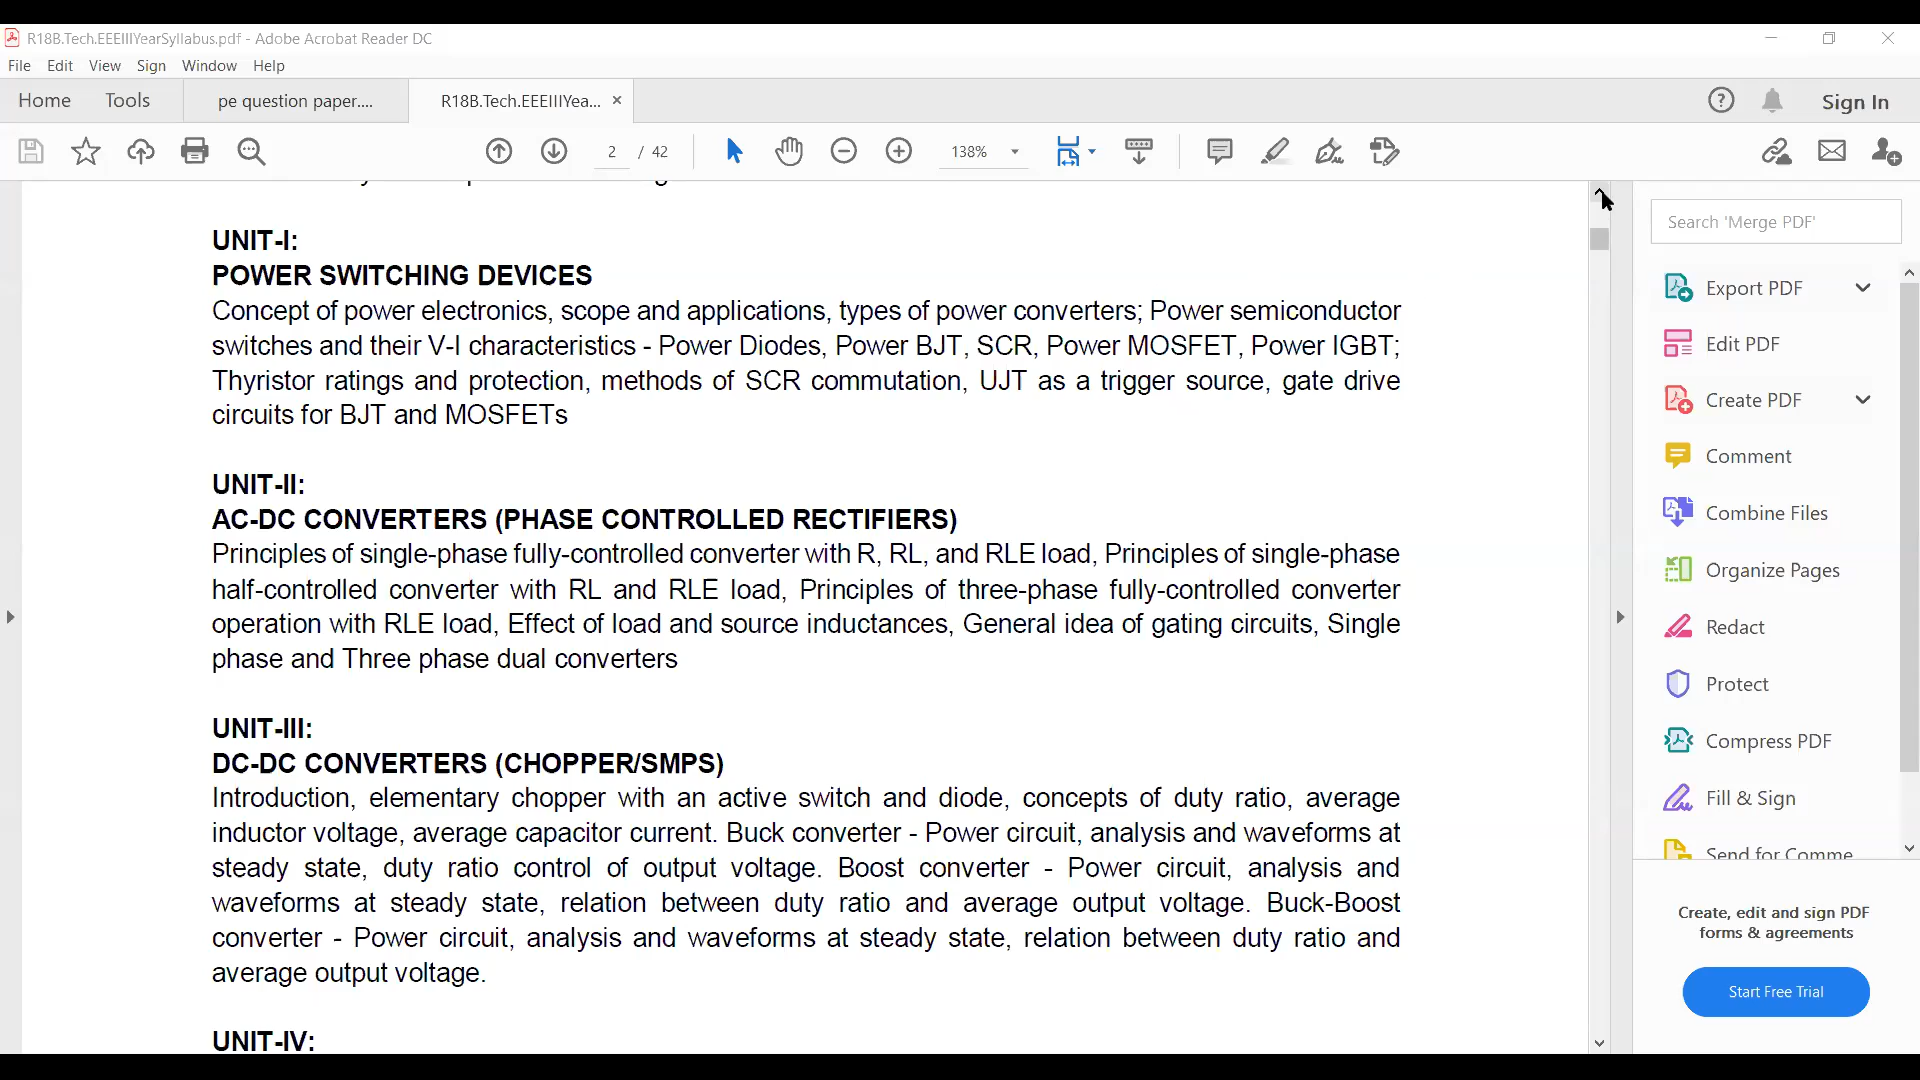 R18B.Tech.EEEIIIYearSyllabus.pdf - Adobe Acrobat Reader DC
File Edit View Sign Window Help
Home Tools pe question paper.... R18B.Tech.EEEIIIYea... × Sign In
2 / 42 138%
UNIT-I:
POWER SWITCHING DEVICES
Concept of power electronics, scope and applications, types of power converters; Power semiconductor
switches and their V-I characteristics - Power Diodes, Power BJT, SCR, Power MOSFET, Power IGBT;
Thyristor ratings and protection, methods of SCR commutation, UJT as a trigger source, gate drive
circuits for BJT and MOSFETs
UNIT-II:
AC-DC CONVERTERS (PHASE CONTROLLED RECTIFIERS)
Principles of single-phase fully-controlled converter with R, RL, and RLE load, Principles of single-phase
half-controlled converter with RL and RLE load, Principles of three-phase fully-controlled converter
operation with RLE load, Effect of load and source inductances, General idea of gating circuits, Single
phase and Three phase dual converters
UNIT-III:
DC-DC CONVERTERS (CHOPPER/SMPS)
Introduction, elementary chopper with an active switch and diode, concepts of duty ratio, average
inductor voltage, average capacitor current. Buck converter - Power circuit, analysis and waveforms at
steady state, duty ratio control of output voltage. Boost converter - Power circuit, analysis and
waveforms at steady state, relation between duty ratio and average output voltage. Buck-Boost
converter - Power circuit, analysis and waveforms at steady state, relation between duty ratio and
average output voltage.
UNIT-IV:
Search 'Merge PDF'
Export PDF
Edit PDF
Create PDF
Comment
Combine Files
Organize Pages
Redact
Protect
Compress PDF
Fill & Sign
Send for Comme
Create, edit and sign PDF
forms & agreements
Start Free Trial